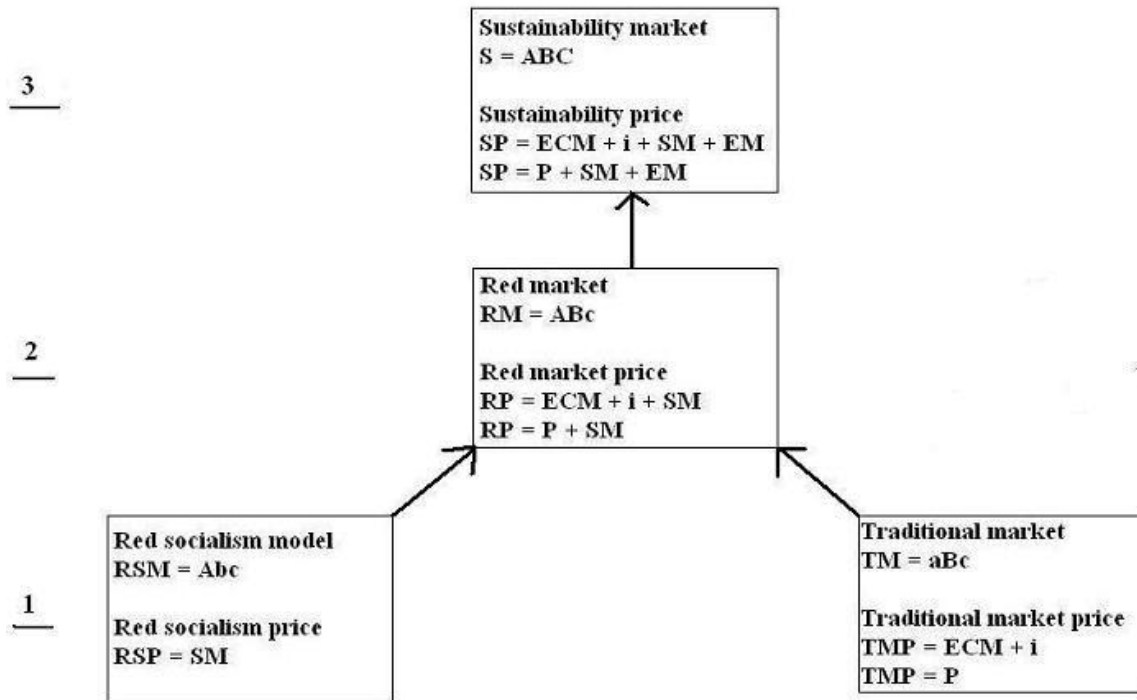 3
Sustainability market
S = ABC
Sustainability price
SP = ECM + i + SM + EM
SP = P + SM + EM
2
Red market
RM = ABc
Red market price
RP = ECM + i + SM
RP = P + SM
1
Red socialism model
RSM = Abc
Red socialism price
RSP = SM
Traditional market
TM = aBc
Traditional market price
TMP = ECM + i
TMP = P